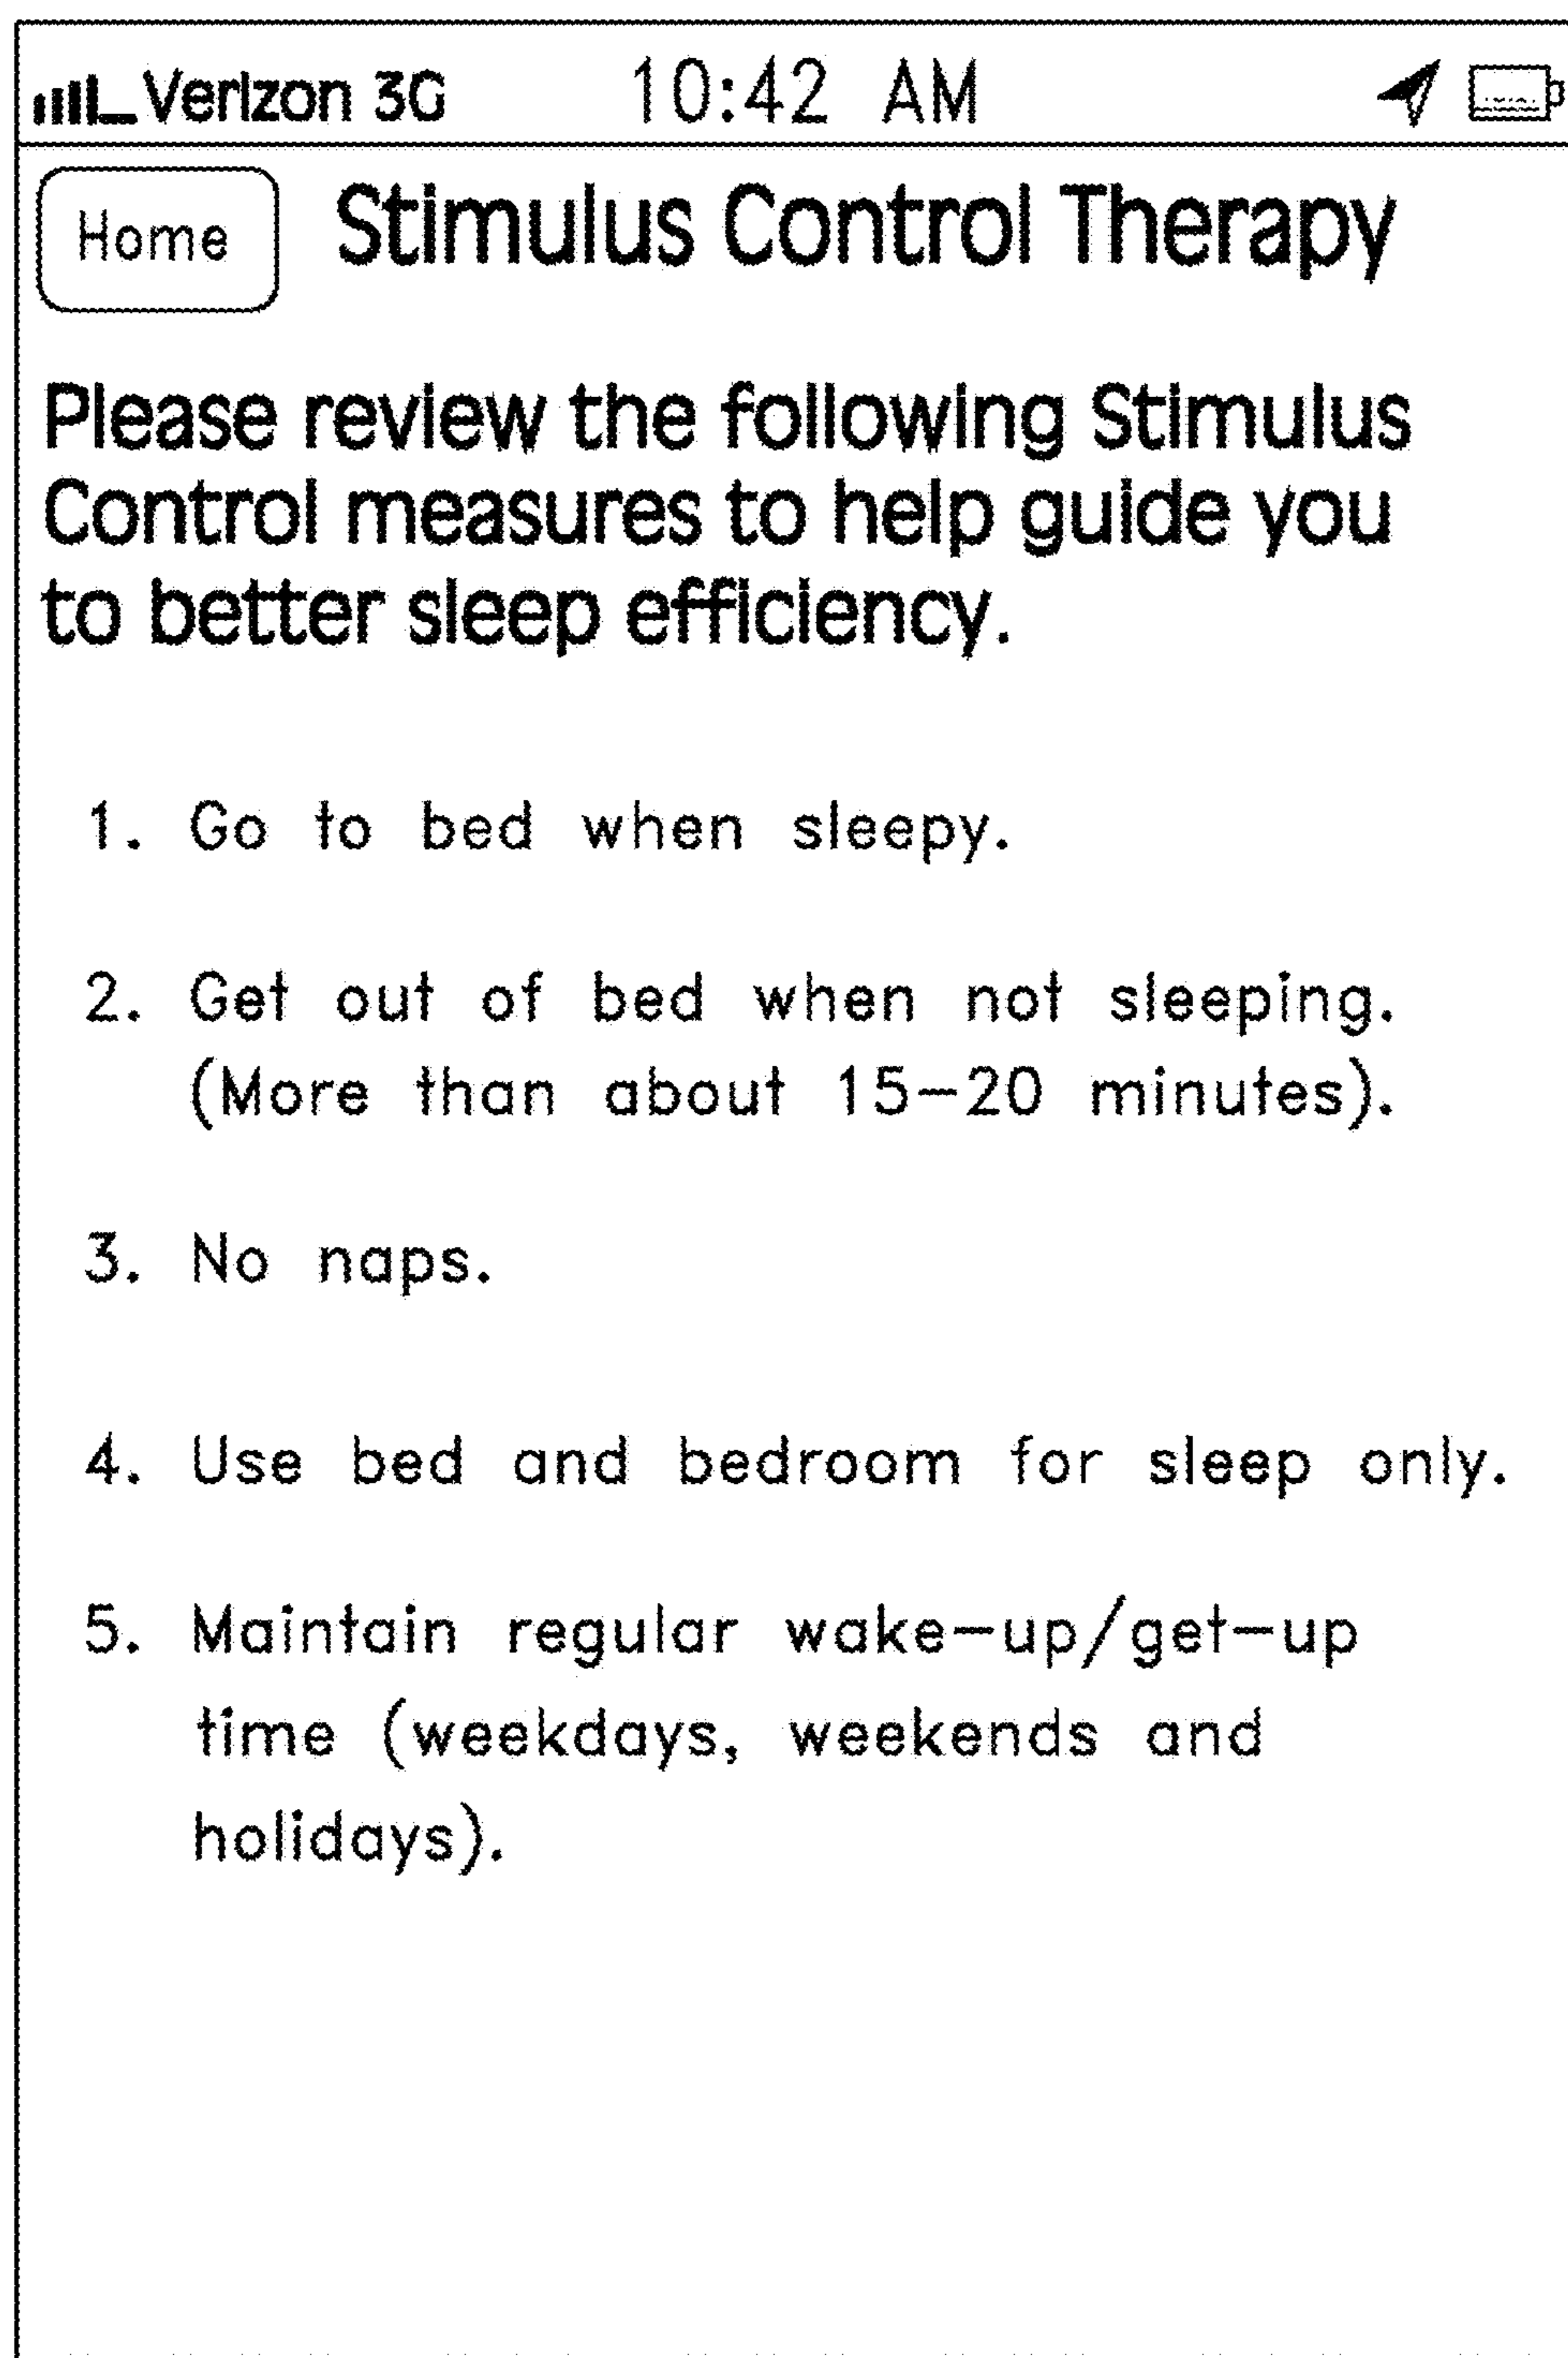 Verizon 3G 10:42 AM
Home Stimulus Control Therapy
Please review the following Stimulus
Control measures to help guide you
to better sleep efficiency.
1. Go to bed when sleepy.
2. Get out of bed when not sleeping.
(More than about 15-20 minutes).
3. No naps.
4. Use bed and bedroom for sleep only.
5. Maintain regular wake-up/get-up
time (weekdays, weekends and
holidays).